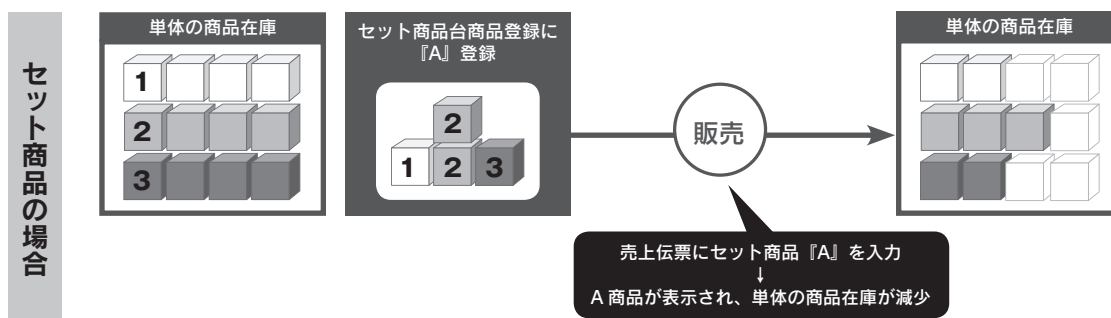 セット商品の場合
単体の商品在庫
1
2
3
セット商品台商品登録に
『A』登録
2
1 2 3
販売
売上伝票にセット商品『A』を入力
↓
A 商品が表示され、単体の商品在庫が減少
単体の商品在庫